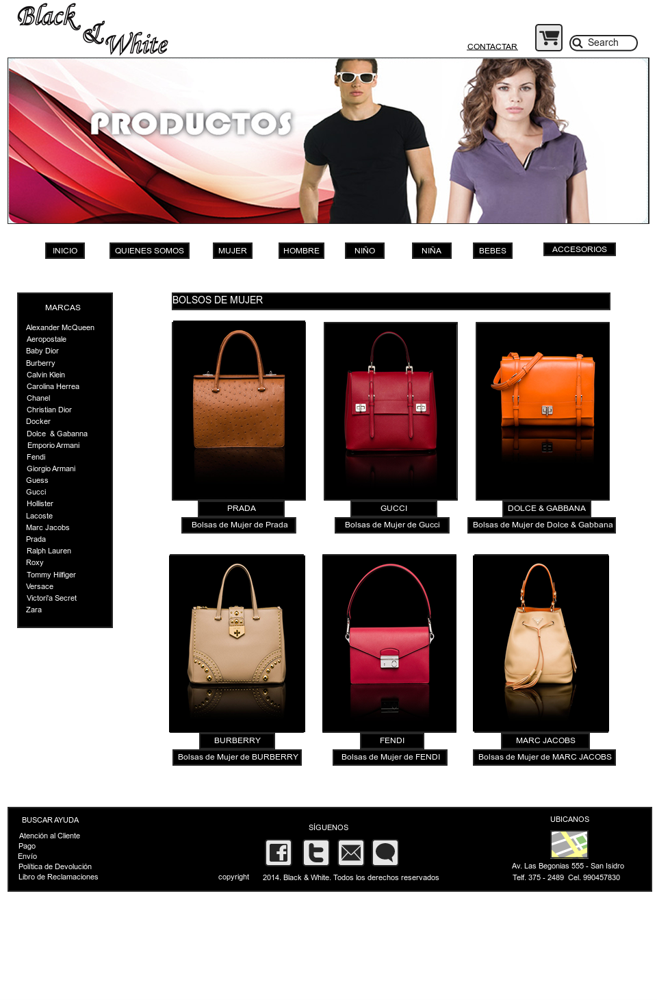 Black
& White
CONTACTAR
Search
PRODUCTOS
INICIO QUIENES SOMOS MUJER HOMBRE NIÑO NIÑA BEBES ACCESORIOS
MARCAS
Alexander McQueen
Aeropostale
Baby Dior
Burberry
Calvin Klein
Carolina Herrea
Chanel
Christian Dior
Docker
Dolce & Gabanna
Emporio Armani
Fendi
Giorgio Armani
Guess
Gucci
Hollister
Lacoste
Marc Jacobs
Prada
Ralph Lauren
Roxy
Tommy Hilfiger
Versace
Victori'a Secret
Zara
BOLSOS DE MUJER
PRADA
Bolsas de Mujer de Prada
GUCCI
Bolsas de Mujer de Gucci
DOLCE & GABBANA
Bolsas de Mujer de Dolce & Gabbana
BURBERRY
Bolsas de Mujer de BURBERRY
FENDI
Bolsas de Mujer de FENDI
MARC JACOBS
Bolsas de Mujer de MARC JACOBS
BUSCAR AYUDA
Atención al Cliente
Pago
Envío
Política de Devolución
Libro de Reclamaciones
SÍGUENOS
copyright 2014. Black & White. Todos los derechos reservados
UBICANOS
Av. Las Begonias 555 - San Isidro
Telf. 375 - 2489 Cel. 990457830